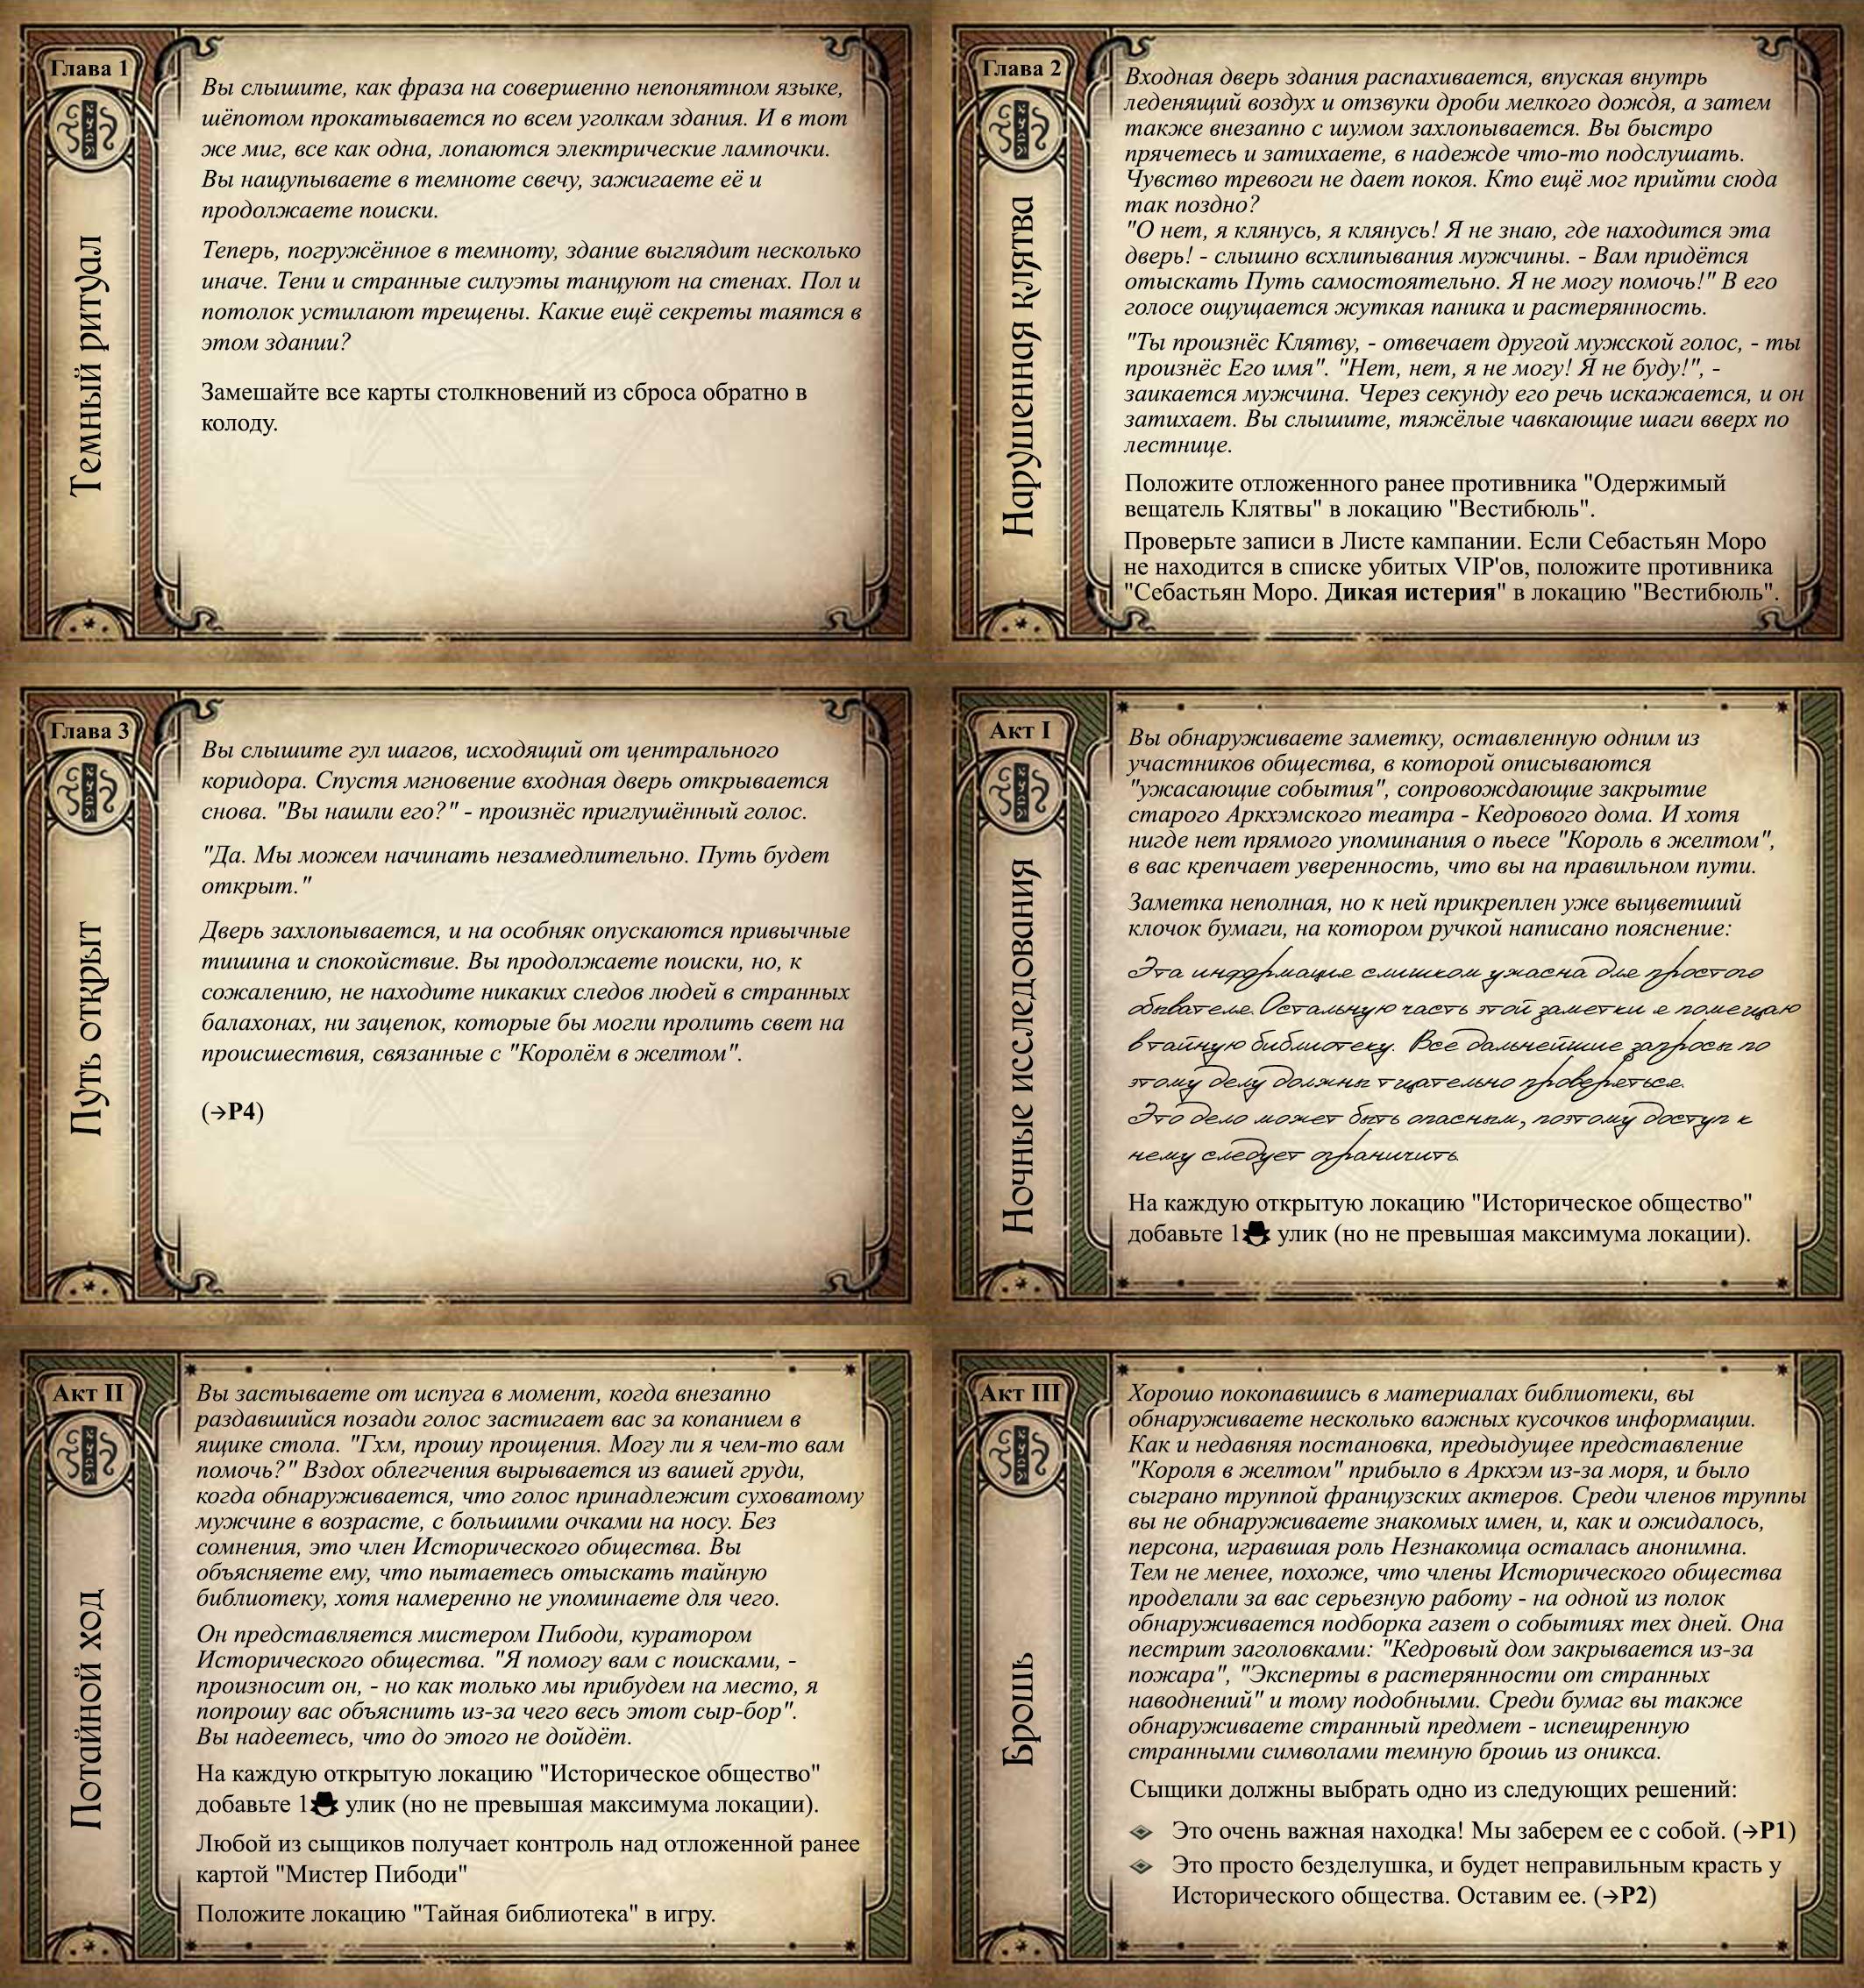 Глава 1
Темный ритуал
Вы слышите, как фраза на совершенно непонятном языке,
шёпотом прокатывается по всем уголкам здания. И в тот
же миг, все как одна, лопаются электрические лампочки.
Вы нащупываете в темноте свечу, зажигаете её и
продолжаете поиски.
Теперь, погружённое в темноту, здание выглядит несколько
иначе. Тени и странные силуэты танцуют на стенах. Пол и
потолок устилают трещены. Какие ещё секреты таятся в
этом здании?
Замешайте все карты столкновений из сброса обратно в
колоду.
Глава 2
Нарушенная клятва
Входная дверь здания распахивается, впуская внутрь
леденящий воздух и отзвуки дроби мелкого дождя, а затем
также внезапно с шумом захлопывается. Вы быстро
прячетесь и затихаете, в надежде что-то подслушать.
Чувство тревоги не дает покоя. Кто ещё мог прийти сюда
так поздно?
"О нет, я клянусь, я клянусь! Я не знаю, где находится эта
дверь! - слышно всхлипывания мужчины. - Вам придётся
отыскать Путь самостоятельно. Я не могу помочь!" В его
голосе ощущается жуткая паника и растерянность.
"Ты произнёс Клятву, - отвечает другой мужской голос, - ты
произнёс Его имя". "Нет, нет, я не могу! Я не буду!", -
заикается мужчина. Через секунду его речь искажается, и он
затихает. Вы слышите, тяжёлые чавкающие шаги вверх по
лестнице.
Положите отложенного ранее противника "Одержимый
вещатель Клятвы" в локацию "Вестибюль".
Проверьте записи в Листе кампании. Если Себастьян Моро
не находится в списке убитых VIP'ов, положите противника
"Себастьян Моро. Дикая истерия" в локацию "Вестибюль".
Глава 3
Путь открыт
Вы слышите гул шагов, исходящий от центрального
коридора. Спустя мгновение входная дверь открывается
снова. "Вы нашли его?" - произнёс приглушённый голос.
"Да. Мы можем начинать незамедлительно. Путь будет
открыт."
Дверь захлопывается, и на особняк опускаются привычные
тишина и спокойствие. Вы продолжаете поиски, но, к
сожалению, не находите никаких следов людей в странных
балахонах, ни зацепок, которые бы могли пролить свет на
происшествия, связанные с "Королём в желтом".
(→P4)
Акт I
Ночные исследования
Вы обнаруживаете заметку, оставленную одним из
участников общества, в которой описываются
"ужасающие события", сопровождающие закрытие
старого Аркхэмского театра - Кедрового дома. И хотя
нигде нет прямого упоминания о пьесе "Король в желтом",
в вас крепчает уверенность, что вы на правильном пути.
Заметка неполная, но к ней прикреплен уже выцветший
клочок бумаги, на котором ручкой написано пояснение:
Эта информация слишком ужасна для простого
обывателя. Остальную часть этой заметки я помещаю
в тайную библиотеку. Все дальнейшие запросы по
этому делу должны тщательно проверяться.
Это дело может быть опасным, поэтому доступ к
нему следует ограничить.
На каждую открытую локацию "Историческое общество"
добавьте 1 улик (но не превышая максимума локации).
Акт II
Потайной ход
Вы застываете от испуга в момент, когда внезапно
раздавшийся позади голос застигает вас за копанием в
ящике стола. "Гхм, прошу прощения. Могу ли я чем-то вам
помочь?" Вздох облегчения вырывается из вашей груди,
когда обнаруживается, что голос принадлежит суховатому
мужчине в возрасте, с большими очками на носу. Без
сомнения, это член Исторического общества. Вы
объясняете ему, что пытаетесь отыскать тайную
библиотеку, хотя намеренно не упоминаете для чего.
Он представляется мистером Пибоди, куратором
Исторического общества. "Я помогу вам с поисками, -
произносит он, - но как только мы прибудем на место, я
попрошу вас объяснить из-за чего весь этот сыр-бор".
Вы надеетесь, что до этого не дойдёт.
На каждую открытую локацию "Историческое общество"
добавьте 1 улик (но не превышая максимума локации).
Любой из сыщиков получает контроль над отложенной ранее
картой "Мистер Пибоди"
Положите локацию "Тайная библиотека" в игру.
Акт III
Брошь
Хорошо покопавшись в материалах библиотеки, вы
обнаруживаете несколько важных кусочков информации.
Как и недавняя постановка, предыдущее представление
"Короля в желтом" прибыло в Аркхэм из-за моря, и было
сыграно труппой французских актеров. Среди членов труппы
вы не обнаруживаете знакомых имен, и, как и ожидалось,
персона, игравшая роль Незнакомца осталась анонимна.
Тем не менее, похоже, что члены Исторического общества
проделали за вас серьезную работу - на одной из полок
обнаруживается подборка газет о событиях тех дней. Она
пестрит заголовками: "Кедровый дом закрывается из-за
пожара", "Эксперты в растерянности от странных
наводнений" и тому подобными. Среди бумаг вы также
обнаруживаете странный предмет - испещренную
странными символами темную брошь из оникса.
Сыщики должны выбрать одно из следующих решений:
Это очень важная находка! Мы заберем ее с собой. (→P1)
Это просто безделушка, и будет неправильным красть у
Исторического общества. Оставим ее. (→P2)